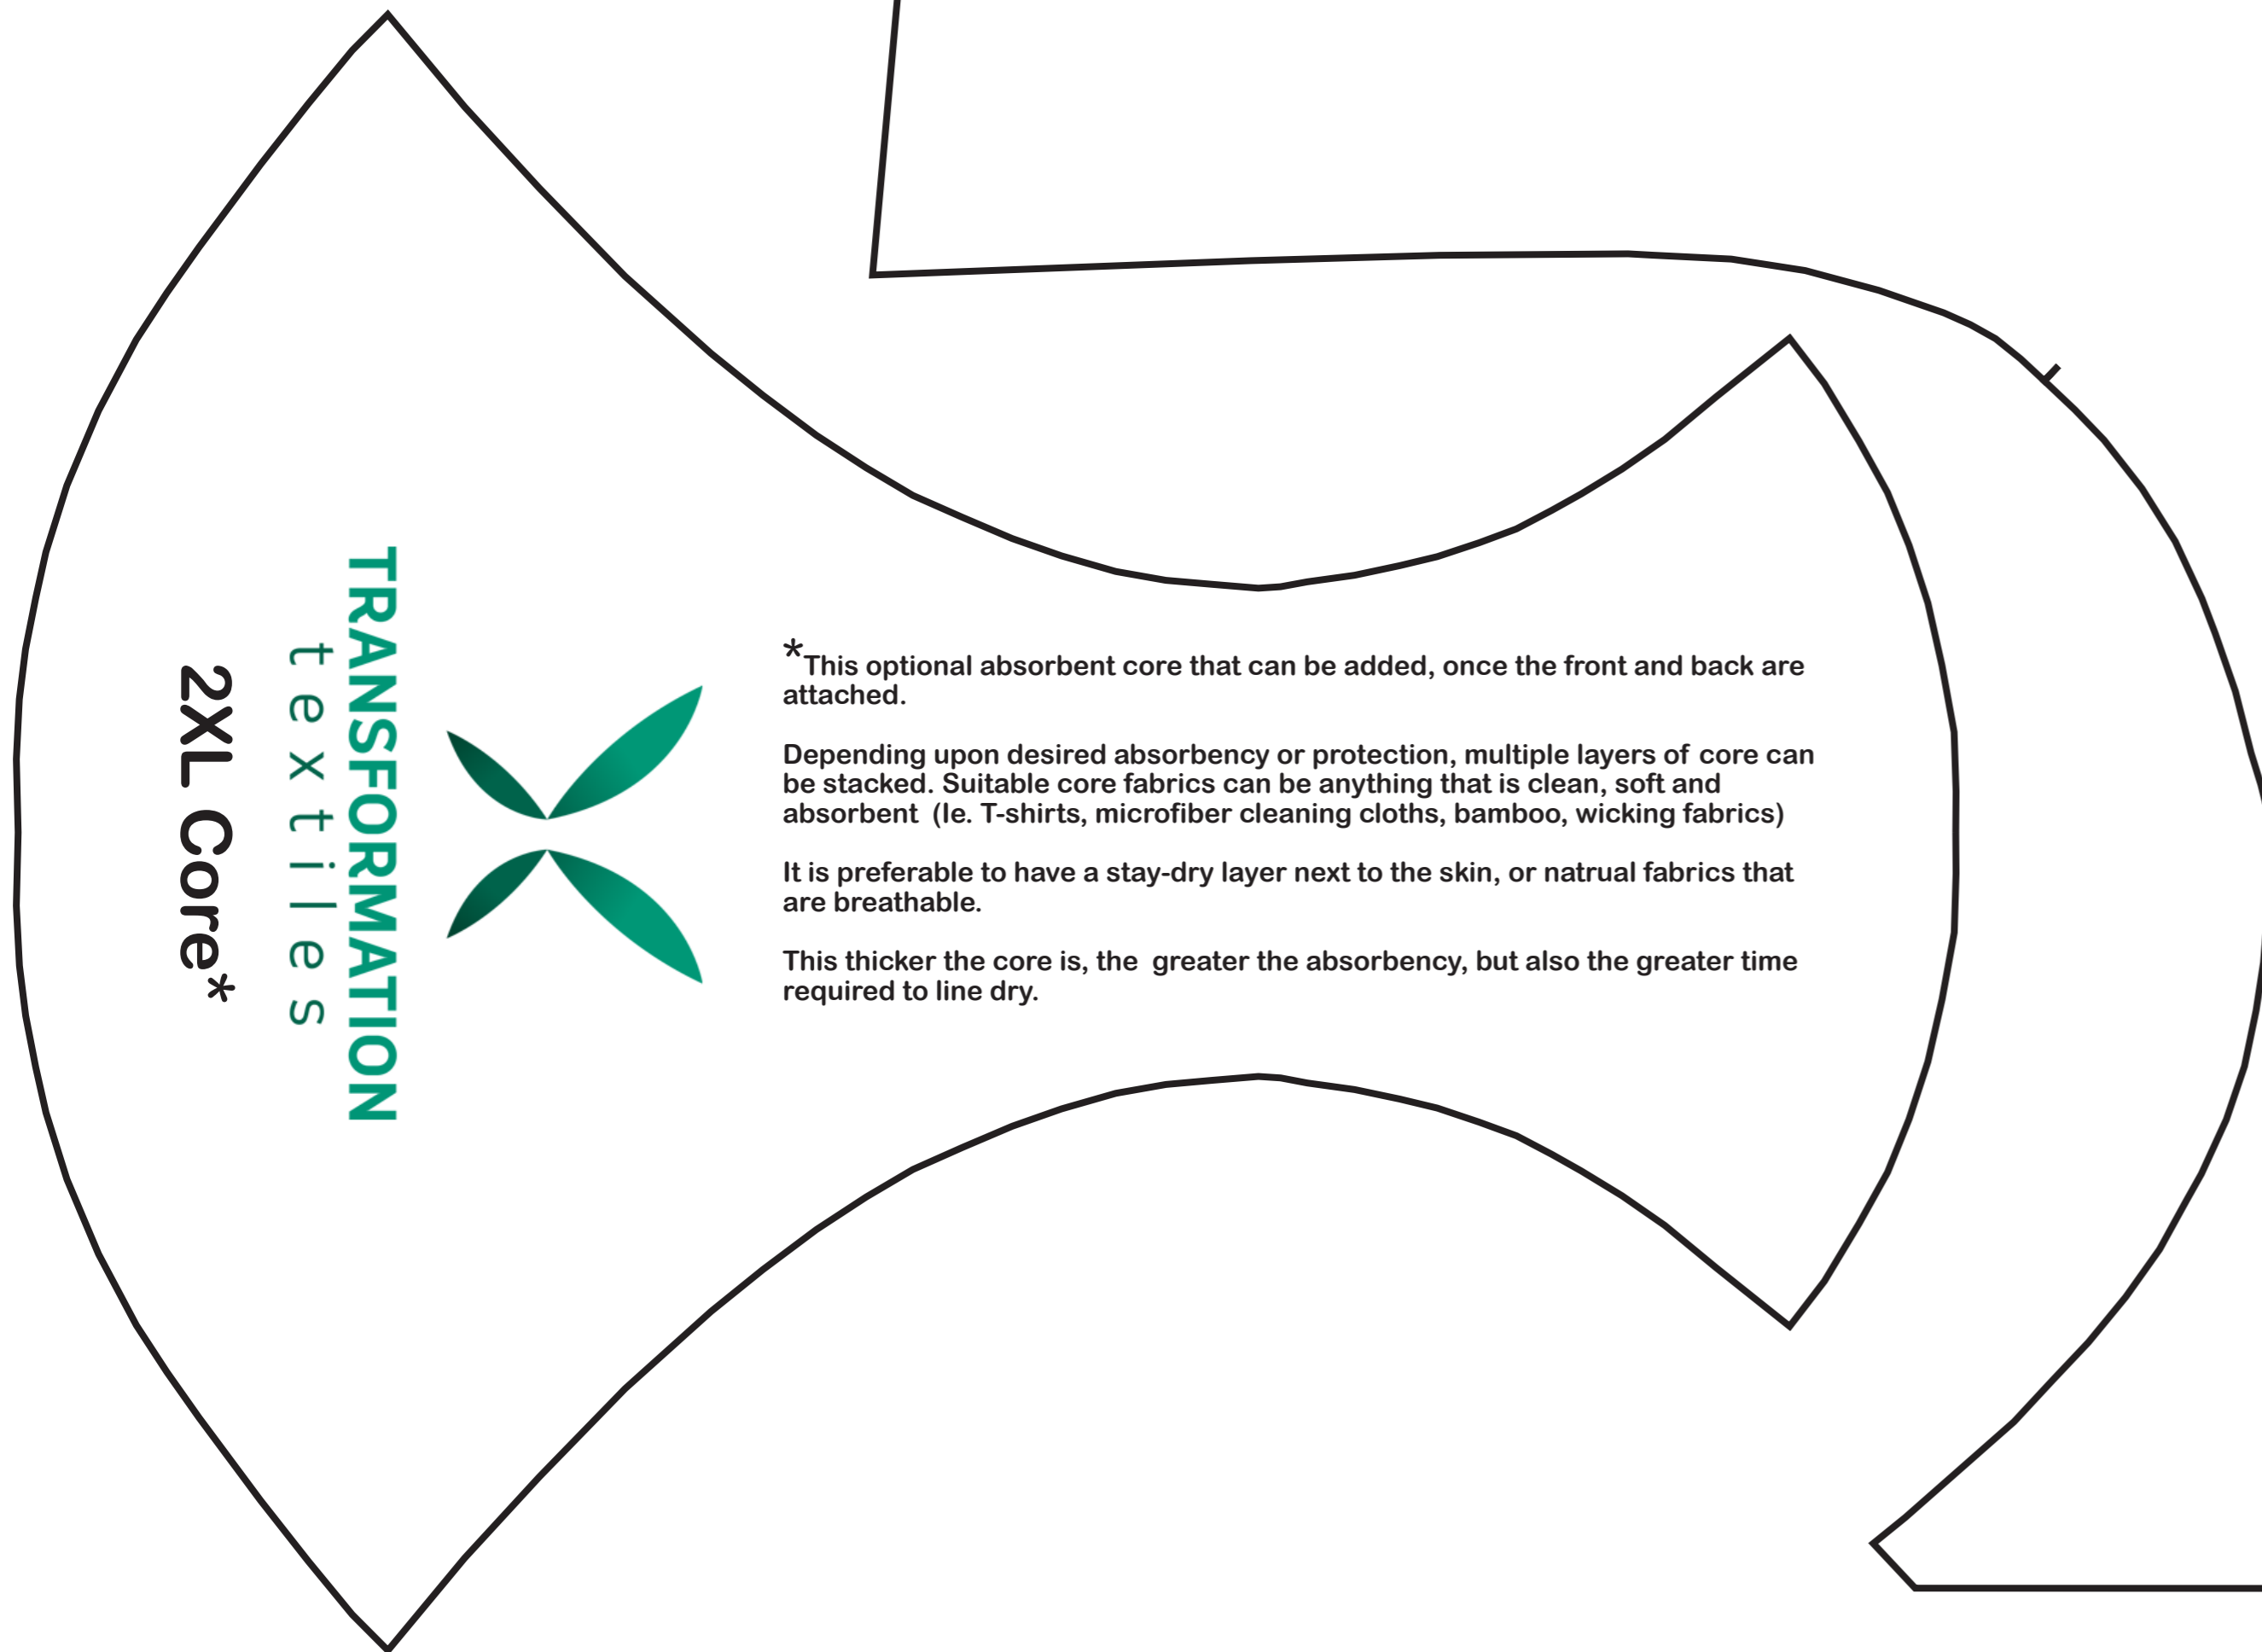 2XL Core*
TRANSFORMATION
textiles
*This optional absorbent core that can be added, once the front and back are
attached.
Depending upon desired absorbency or protection, multiple layers of core can
be stacked. Suitable core fabrics can be anything that is clean, soft and
absorbent  (Ie. T-shirts, microfiber cleaning cloths, bamboo, wicking fabrics)
It is preferable to have a stay-dry layer next to the skin, or natrual fabrics that
are breathable.
This thicker the core is, the  greater the absorbency, but also the greater time
required to line dry.